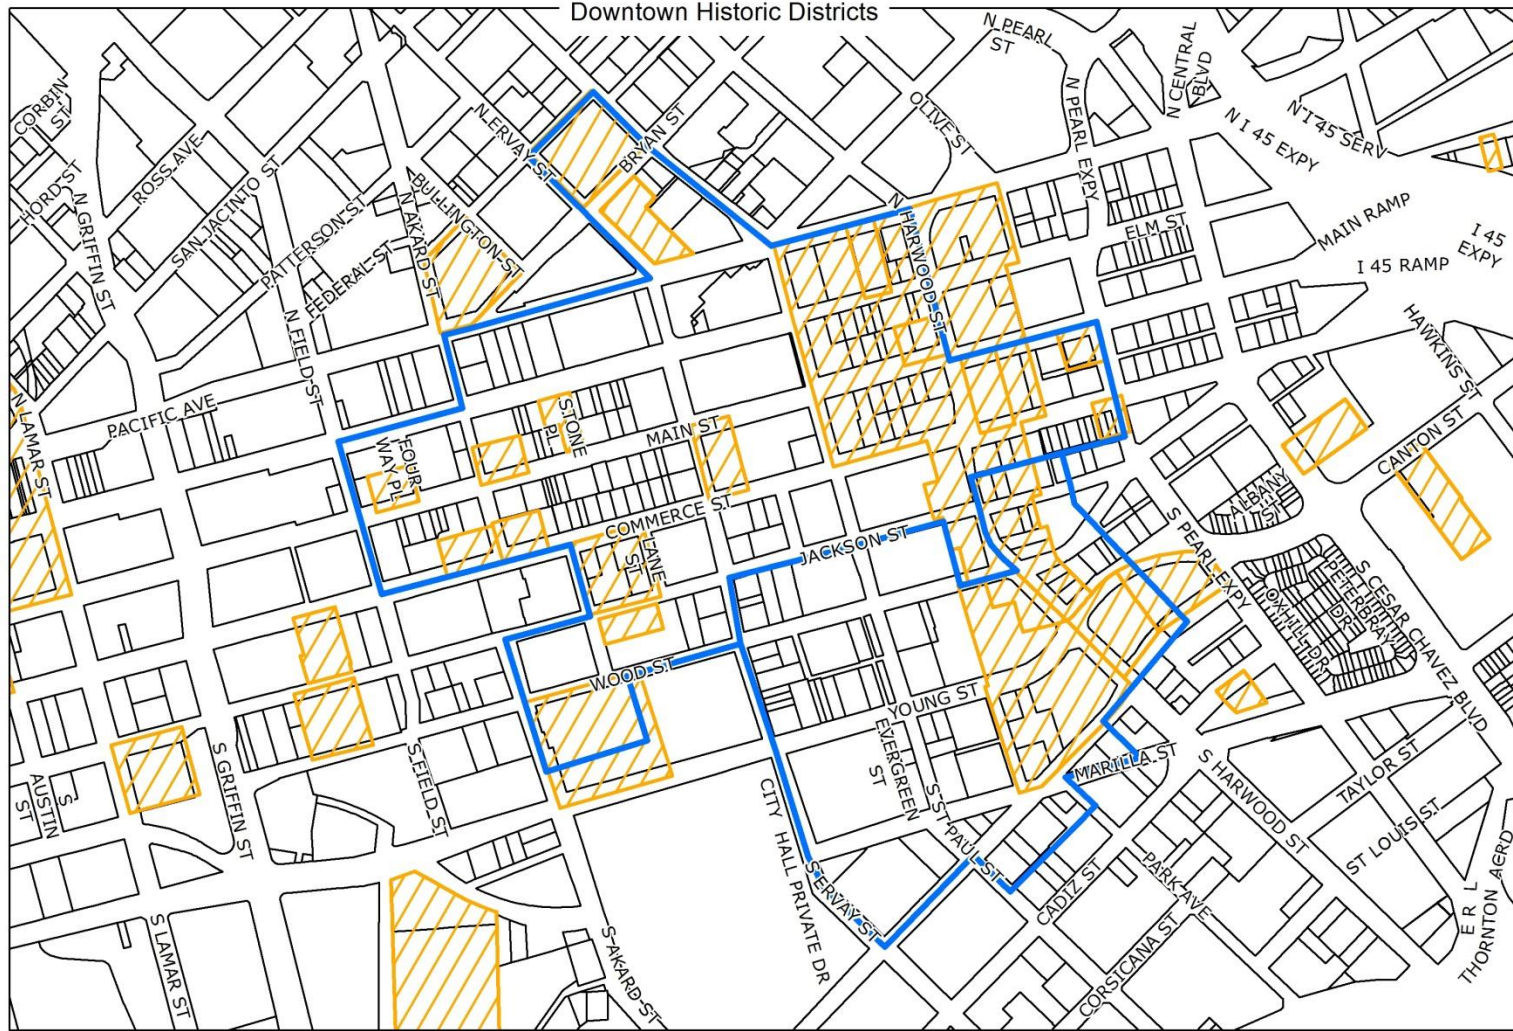 Downtown Historic Districts
N PEARL
ST
N CENTRAL
BLVD
CORBIN
ST
N ERVAY ST
BRYAN ST
OLIVE ST
N PEARL EXPY
N I 45 EXPY
N I 45 SERV
HORD ST
ROSS AVE
N GRIFFIN ST
SAN JACINTO ST
PATTERSON ST
FEDERAL ST
N AKARD ST
BULLINGTON ST
N HARWOOD ST
ELM ST
MAIN RAMP
I 45
EXPY
I 45 RAMP
N FIELD ST
HAWKINS ST
N LAMAR ST
PACIFIC AVE
FOUR
WAY PL
STONE
PL
MAIN ST
CANTON ST
ALBANY
ST
COMMERCE ST
LANE
ST
JACKSON ST
S PEARL EXPY
S CESAR CHAVEZ BLVD
PETERBRAY
DR
FOXHILL DR
WOOD ST
YOUNG ST
EVERGREEN
ST
S ST PAUL ST
MARILLA ST
S HARWOOD ST
TAYLOR ST
ST LOUIS ST
S
AUSTIN
ST
S GRIFFIN ST
S FIELD ST
CITY HALL PRIVATE DR
S ERVAY ST
CADIZ ST
PARK AVE
CORSICANA ST
S LAMAR ST
S AKARD ST
E R L
THORNTON ACRD